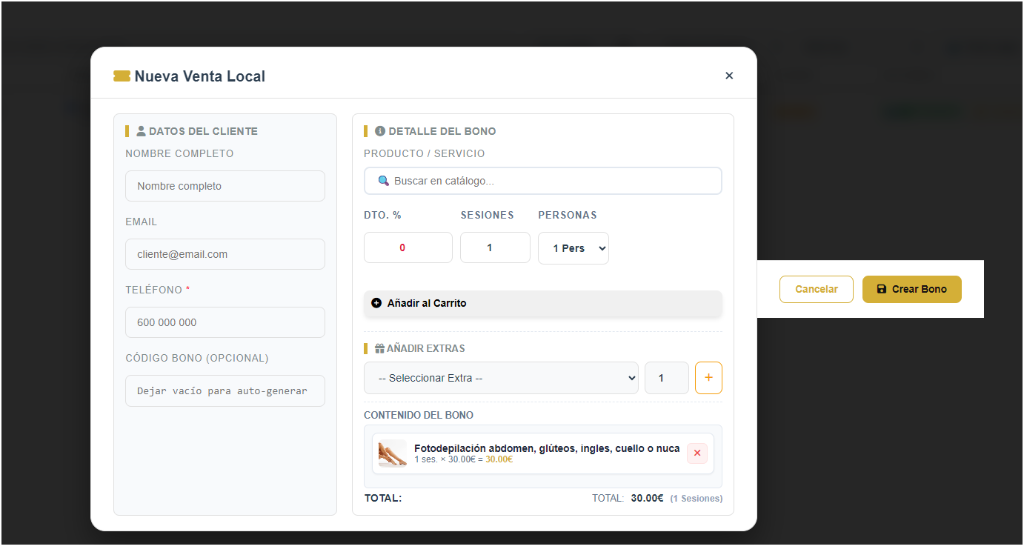 Nueva Venta Local
×
DATOS DEL CLIENTE
NOMBRE COMPLETO
Nombre completo
EMAIL
cliente@email.com
TELÉFONO *
600 000 000
CÓDIGO BONO (OPCIONAL)
Dejar vacío para auto-generar
DETALLE DEL BONO
PRODUCTO / SERVICIO
Buscar en catálogo...
DTO. % SESIONES PERSONAS
0 1 1 Pers
Añadir al Carrito
AÑADIR EXTRAS
-- Seleccionar Extra -- 1 +
CONTENIDO DEL BONO
Fotodepilación abdomen, glúteos, ingles, cuello o nuca
1 ses. × 30.00€ = 30.00€
×
TOTAL: TOTAL: 30.00€ (1 Sesiones)
Cancelar Crear Bono